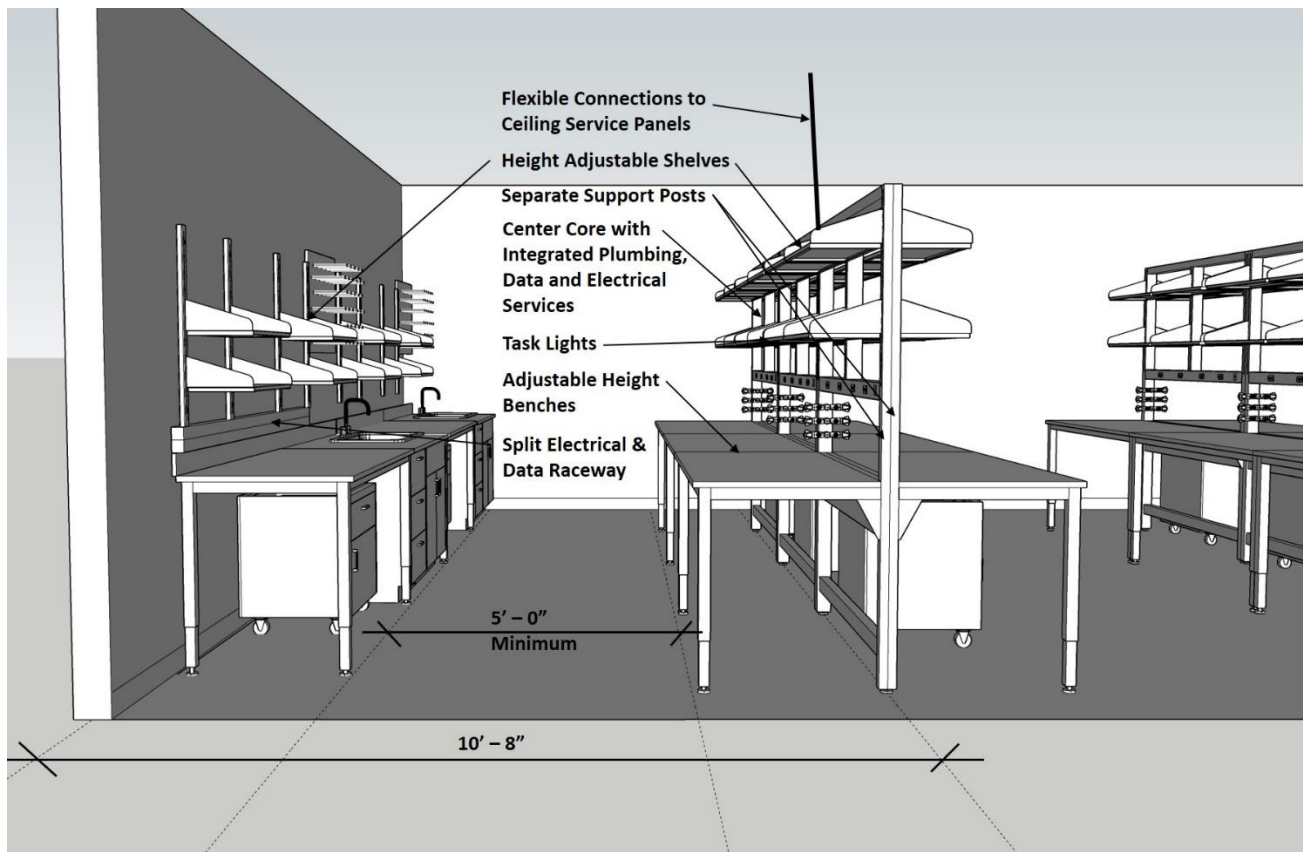 Flexible Connections to
Ceiling Service Panels
Height Adjustable Shelves
Separate Support Posts
Center Core with
Integrated Plumbing,
Data and Electrical
Services
Task Lights
Adjustable Height
Benches
Split Electrical &
Data Raceway
5’ – 0”
Minimum
10’ – 8”